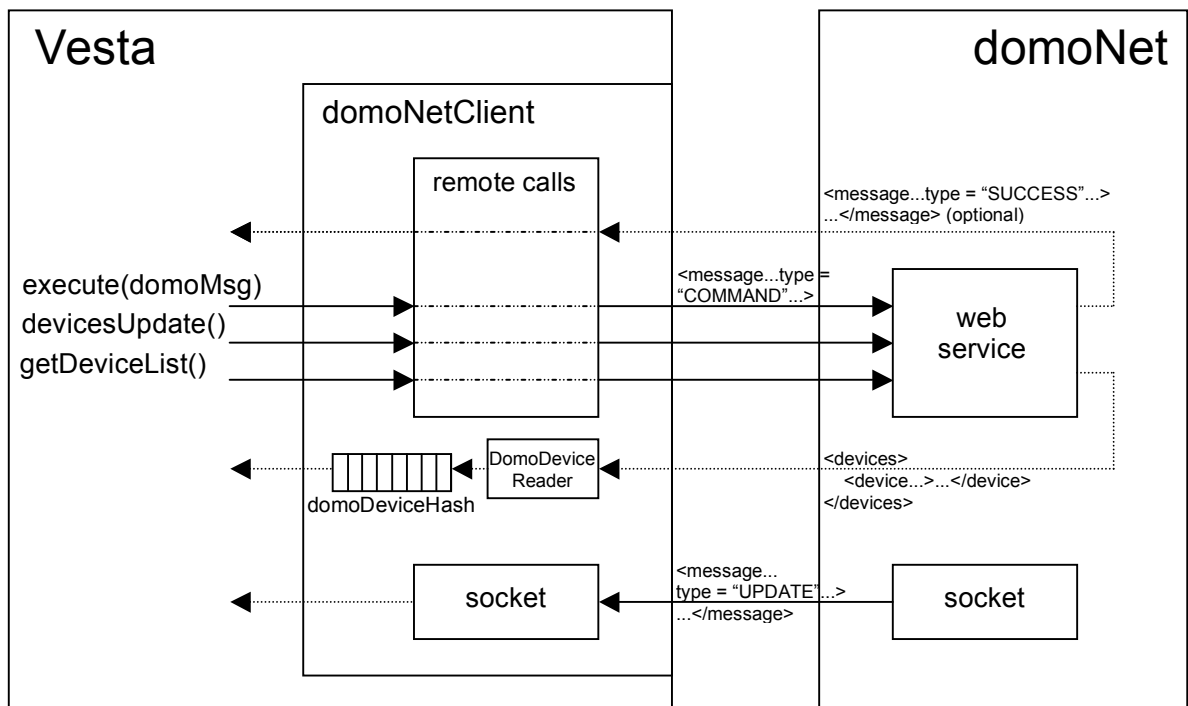 Vesta
domoNet
domoNetClient
remote calls
<message...type = “SUCCESS”...>
...</message> (optional)
execute(domoMsg)
devicesUpdate()
getDeviceList()
<message...type =
“COMMAND”...>
web
service
DomoDevice
Reader
domoDeviceHash
<devices>
<device...>...</device>
</devices>
socket
<message...
type = “UPDATE”...>
...</message>
socket